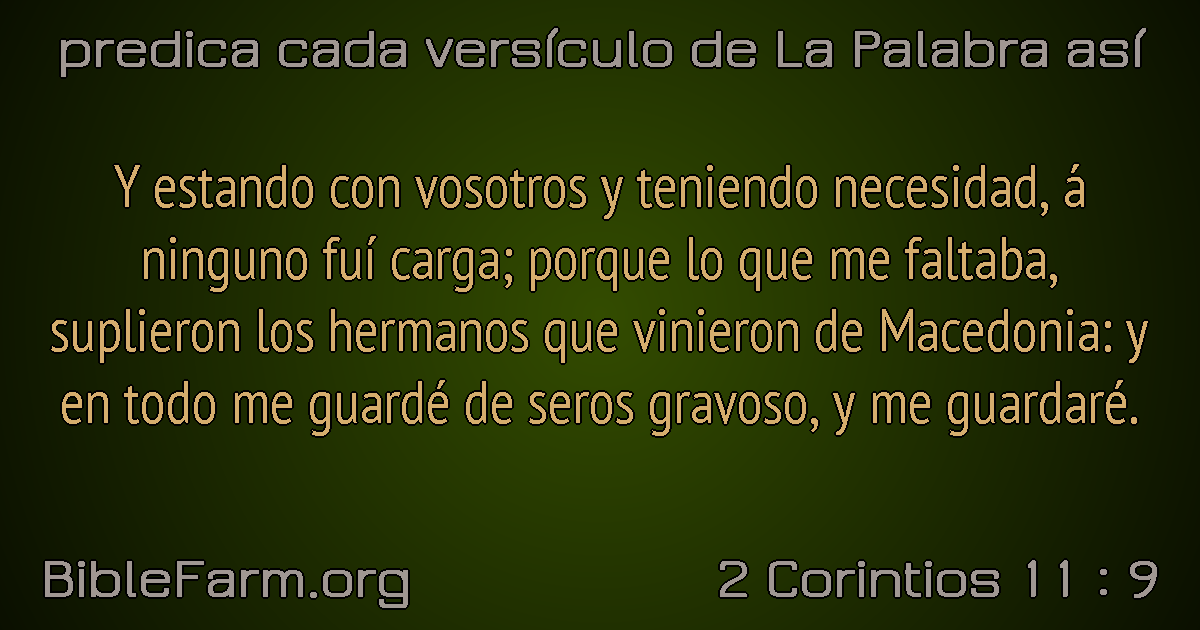 predica cada versículo de La Palabra así
Y estando con vosotros y teniendo necesidad, á
ninguno fuí carga; porque lo que me faltaba,
suplieron los hermanos que vinieron de Macedonia: y
en todo me guardé de seros gravoso, y me guardaré.
BibleFarm.org
2 Corintios 11 : 9